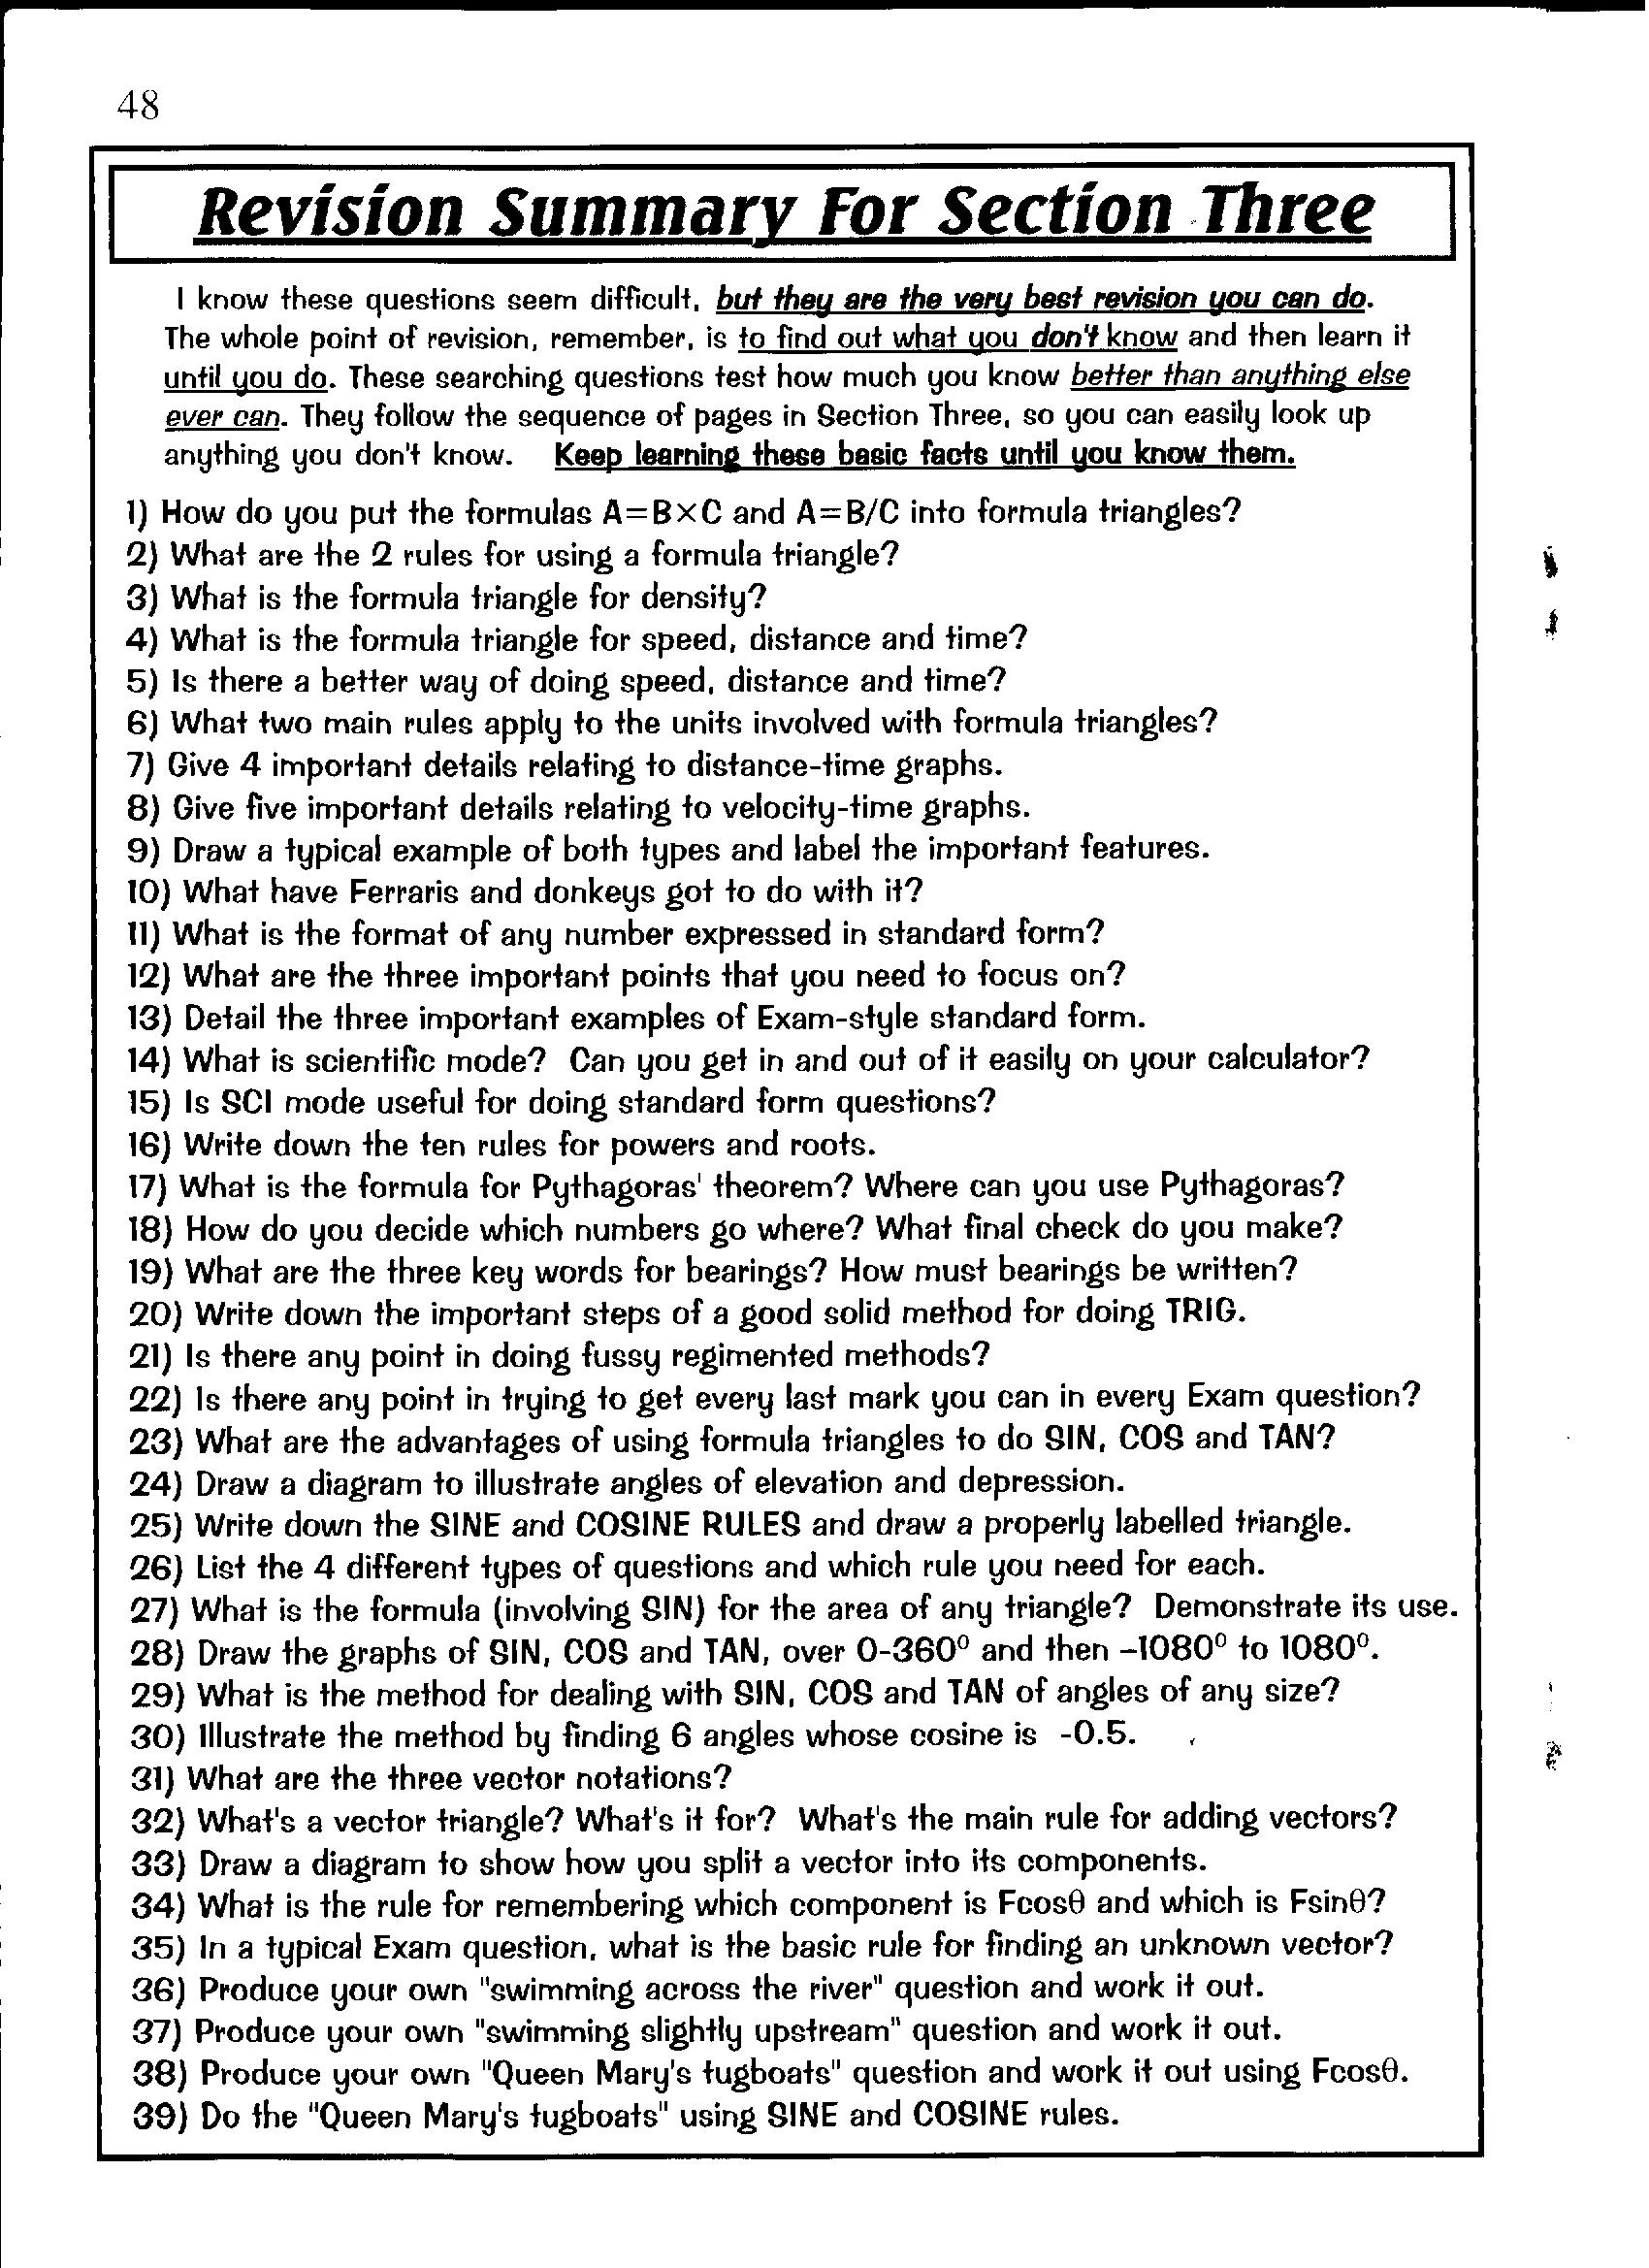 48
Revision Summary For Section Three
I know these questions seem difficult, but they are the very best revision you can do.
The whole point of revision, remember, is to find out what you don't know and then learn it
until you do. These searching questions test how much you know better than anything else
ever can. They follow the sequence of pages in Section Three, so you can easily look up
anything you don't know. Keep learning these basic facts until you know them.
1) How do you put the formulas A=B×C and A=B/C into formula triangles?
2) What are the 2 rules for using a formula triangle?
3) What is the formula triangle for density?
4) What is the formula triangle for speed, distance and time?
5) Is there a better way of doing speed, distance and time?
6) What two main rules apply to the units involved with formula triangles?
7) Give 4 important details relating to distance-time graphs.
8) Give five important details relating to velocity-time graphs.
9) Draw a typical example of both types and label the important features.
10) What have Ferraris and donkeys got to do with it?
11) What is the format of any number expressed in standard form?
12) What are the three important points that you need to focus on?
13) Detail the three important examples of Exam-style standard form.
14) What is scientific mode? Can you get in and out of it easily on your calculator?
15) Is SCI mode useful for doing standard form questions?
16) Write down the ten rules for powers and roots.
17) What is the formula for Pythagoras' theorem? Where can you use Pythagoras?
18) How do you decide which numbers go where? What final check do you make?
19) What are the three key words for bearings? How must bearings be written?
20) Write down the important steps of a good solid method for doing TRIG.
21) Is there any point in doing fussy regimented methods?
22) Is there any point in trying to get every last mark you can in every Exam question?
23) What are the advantages of using formula triangles to do SIN, COS and TAN?
24) Draw a diagram to illustrate angles of elevation and depression.
25) Write down the SINE and COSINE RULES and draw a properly labelled triangle.
26) List the 4 different types of questions and which rule you need for each.
27) What is the formula (involving SIN) for the area of any triangle? Demonstrate its use.
28) Draw the graphs of SIN, COS and TAN, over 0-360⁰ and then -1080⁰ to 1080⁰.
29) What is the method for dealing with SIN, COS and TAN of angles of any size?
30) Illustrate the method by finding 6 angles whose cosine is -0.5.
31) What are the three vector notations?
32) What's a vector triangle? What's it for? What's the main rule for adding vectors?
33) Draw a diagram to show how you split a vector into its components.
34) What is the rule for remembering which component is Fcosθ and which is Fsinθ?
35) In a typical Exam question, what is the basic rule for finding an unknown vector?
36) Produce your own "swimming across the river" question and work it out.
37) Produce your own "swimming slightly upstream" question and work it out.
38) Produce your own "Queen Mary's tugboats" question and work it out using Fcosθ.
39) Do the "Queen Mary's tugboats" using SINE and COSINE rules.